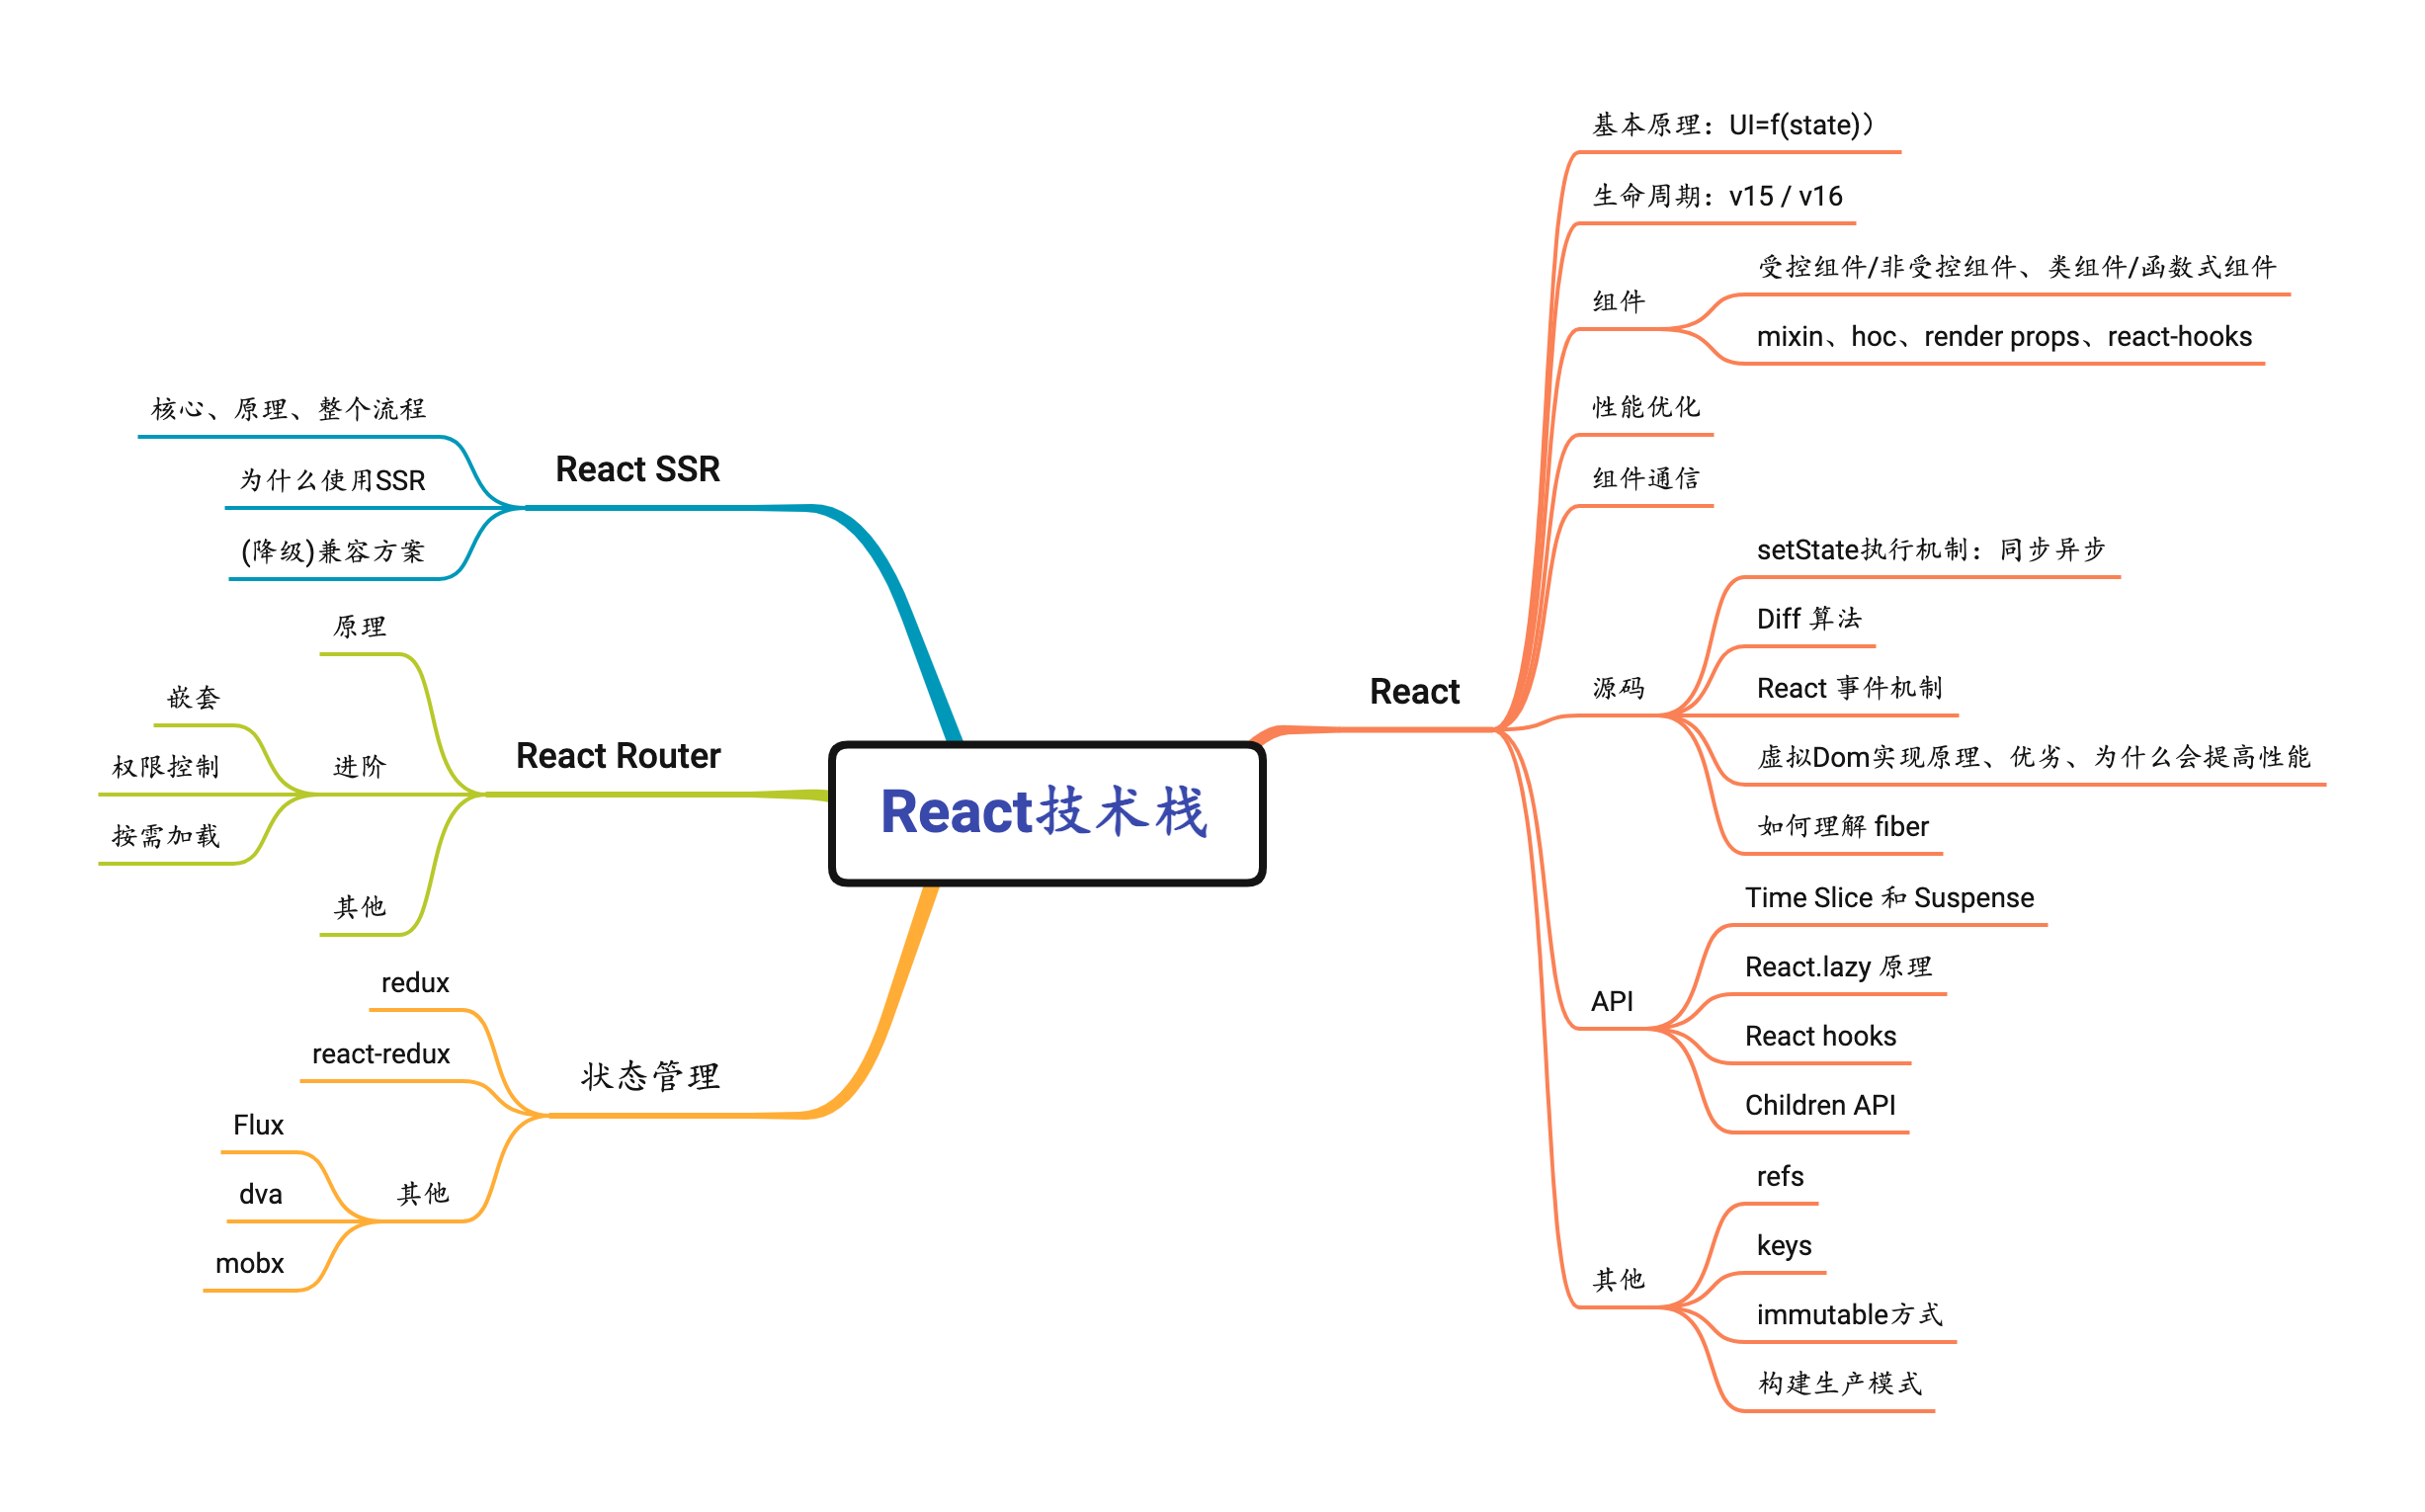 React技术栈
React
基本原理：UI=f(state)）
生命周期：v15 / v16
组件
受控组件/非受控组件、类组件/函数式组件
mixin、hoc、render props、react-hooks
性能优化
组件通信
源码
setState执行机制：同步异步
Diff 算法
React 事件机制
虚拟Dom实现原理、优劣、为什么会提高性能
如何理解 fiber
API
Time Slice 和 Suspense
React.lazy 原理
React hooks
Children API
其他
refs
keys
immutable方式
构建生产模式
React SSR
核心、原理、整个流程
为什么使用SSR
(降级)兼容方案
React Router
原理
进阶
嵌套
权限控制
按需加载
其他
状态管理
redux
react-redux
其他
Flux
dva
mobx